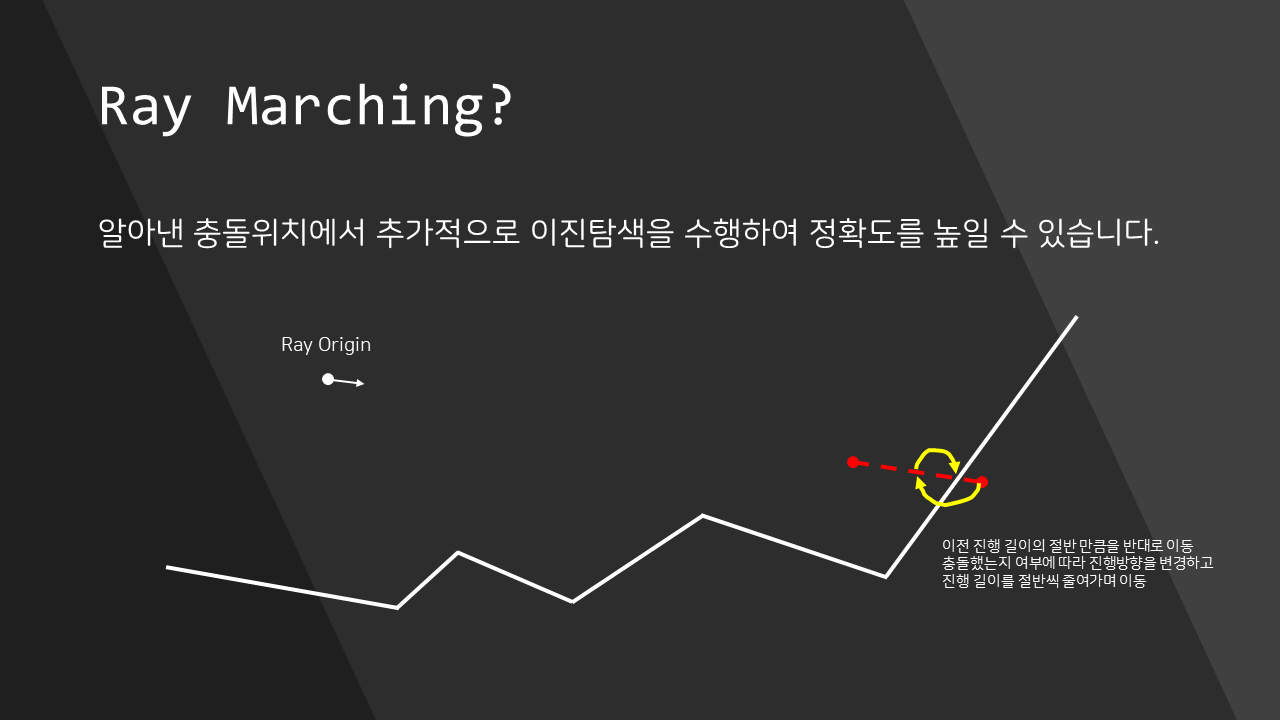 Ray Marching?
알아낸 충돌위치에서 추가적으로 이진탐색을 수행하여 정확도를 높일 수 있습니다.
Ray Origin
이전 진행 길이의 절반 만큼을 반대로 이동
충돌했는지 여부에 따라 진행방향을 변경하고
진행 길이를 절반씩 줄여가며 이동